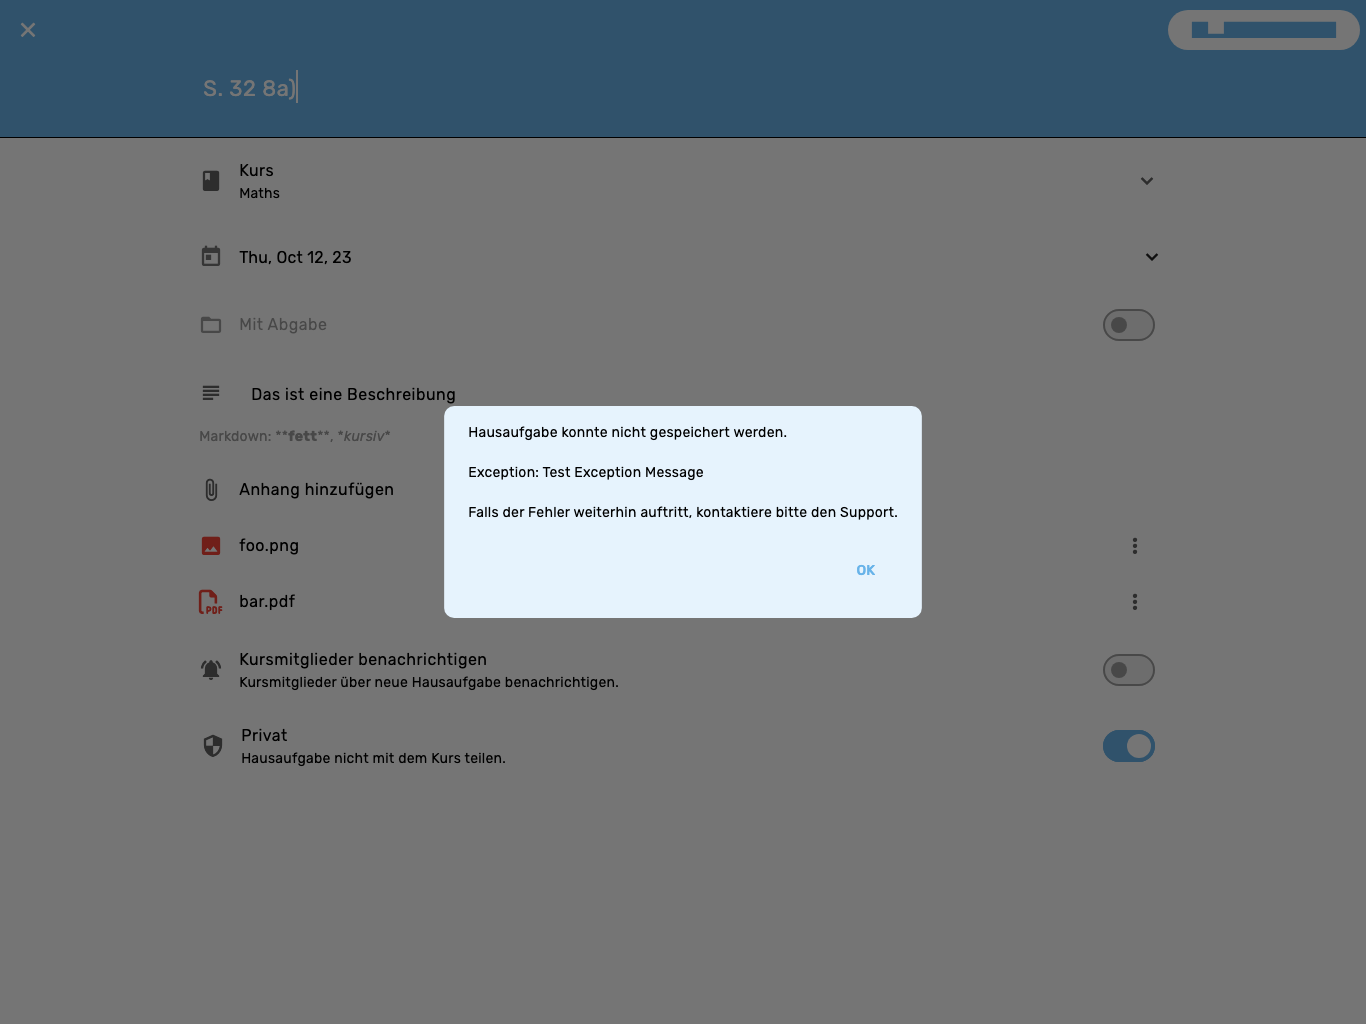 S. 32 8a)
Kurs
Maths
Thu, Oct 12, 23
Mit Abgabe
Das ist eine Beschreibung
Markdown: **fett**, *kursiv*
Anhang hinzufügen
foo.png
PDF
bar.pdf
Kursmitglieder benachrichtigen
Kursmitglieder über neue Hausaufgabe benachrichtigen.
Privat
Hausaufgabe nicht mit dem Kurs teilen.
Hausaufgabe konnte nicht gespeichert werden.
Exception: Test Exception Message
Falls der Fehler weiterhin auftritt, kontaktiere bitte den Support.
OK